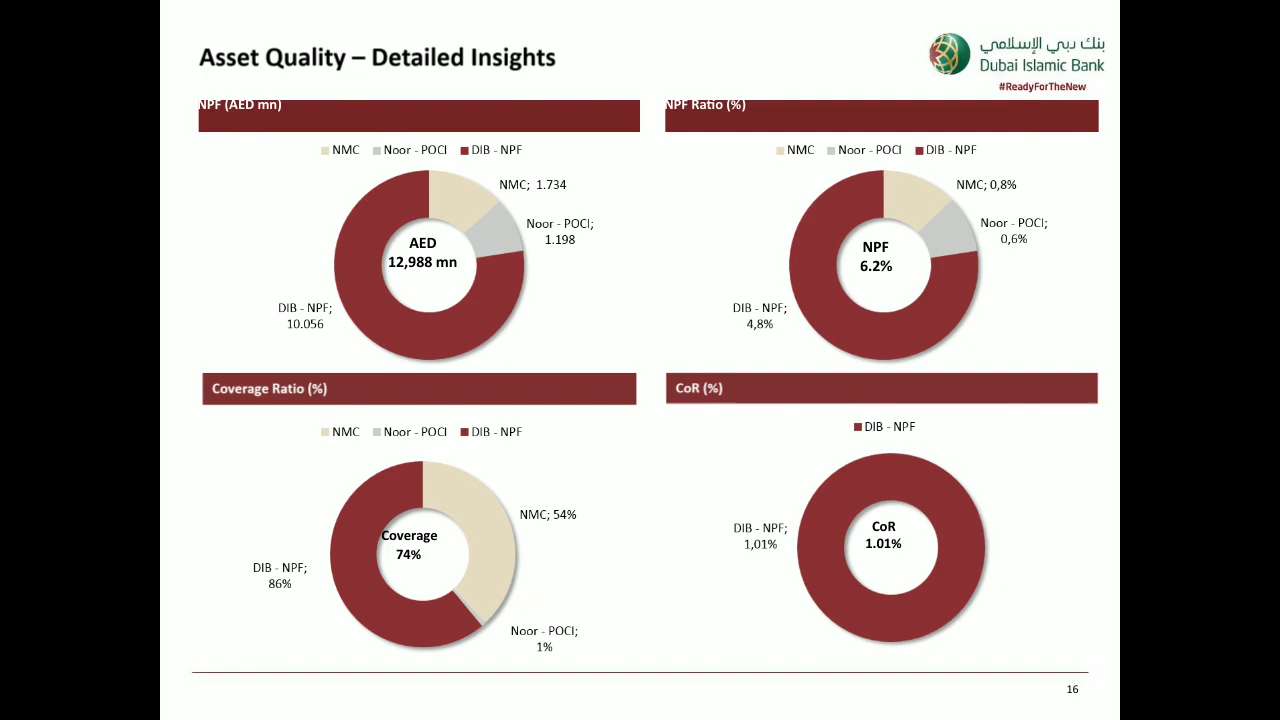 Asset Quality – Detailed Insights
بنك دبي الإسلامي
Dubai Islamic Bank
#ReadyForTheNew
NPF (AED mn)
NMC Noor - POCI DIB - NPF
NMC; 1.734
Noor - POCI;
1.198
AED
12,988 mn
DIB - NPF;
10.056
NPF Ratio (%)
NMC Noor - POCI DIB - NPF
NMC; 0,8%
Noor - POCI;
0,6%
NPF
6.2%
DIB - NPF;
4,8%
Coverage Ratio (%)
NMC Noor - POCI DIB - NPF
NMC; 54%
Coverage
74%
DIB - NPF;
86%
Noor - POCI;
1%
CoR (%)
DIB - NPF
DIB - NPF;
1,01%
CoR
1.01%
16